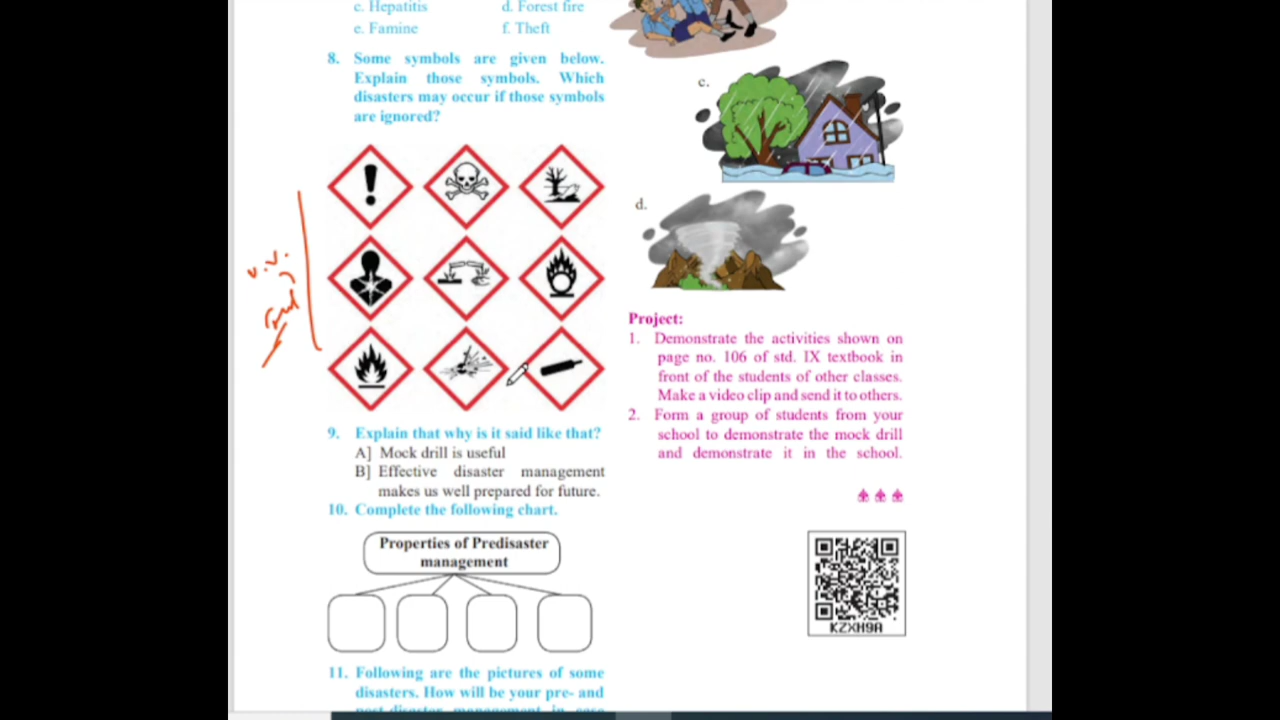 c. Hepatitis d. Forest fire
e. Famine f. Theft
8. Some symbols are given below.
Explain those symbols. Which
disasters may occur if those symbols
are ignored?
v.v.
9. Explain that why is it said like that?
A] Mock drill is useful
B] Effective disaster management
makes us well prepared for future.
10. Complete the following chart.
Properties of Predisaster
management
11. Following are the pictures of some
disasters. How will be your pre- and
post-disaster management in case
c.
d.
Project:
1. Demonstrate the activities shown on
page no. 106 of std. IX textbook in
front of the students of other classes.
Make a video clip and send it to others.
2. Form a group of students from your
school to demonstrate the mock drill
and demonstrate it in the school.
KZXH9A